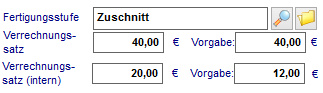 Fertigungsstufe Zuschnitt
Verrechnungs-
satz 40,00 € Vorgabe: 40,00 €
Verrechnungs-
satz (intern) 20,00 € Vorgabe: 12,00 €